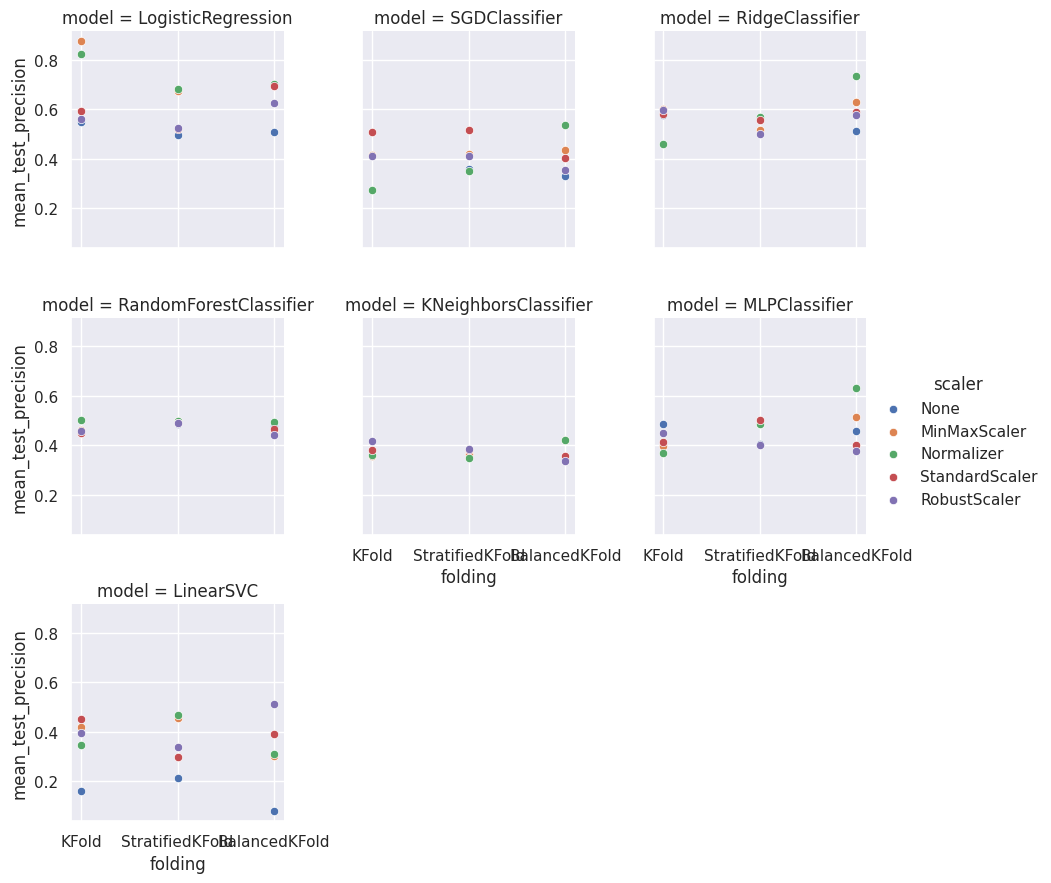 model = LogisticRegression
model = SGDClassifier
model = RidgeClassifier
mean_test_precision
0.8
0.6
0.4
0.2
model = RandomForestClassifier
model = KNeighborsClassifier
model = MLPClassifier
mean_test_precision
0.8
0.6
0.4
0.2
KFold
StratifiedKFold
BalancedKFold
folding
KFold
StratifiedKFold
BalancedKFold
folding
scaler
None
MinMaxScaler
Normalizer
StandardScaler
RobustScaler
model = LinearSVC
mean_test_precision
0.8
0.6
0.4
0.2
KFold
StratifiedKFold
BalancedKFold
folding